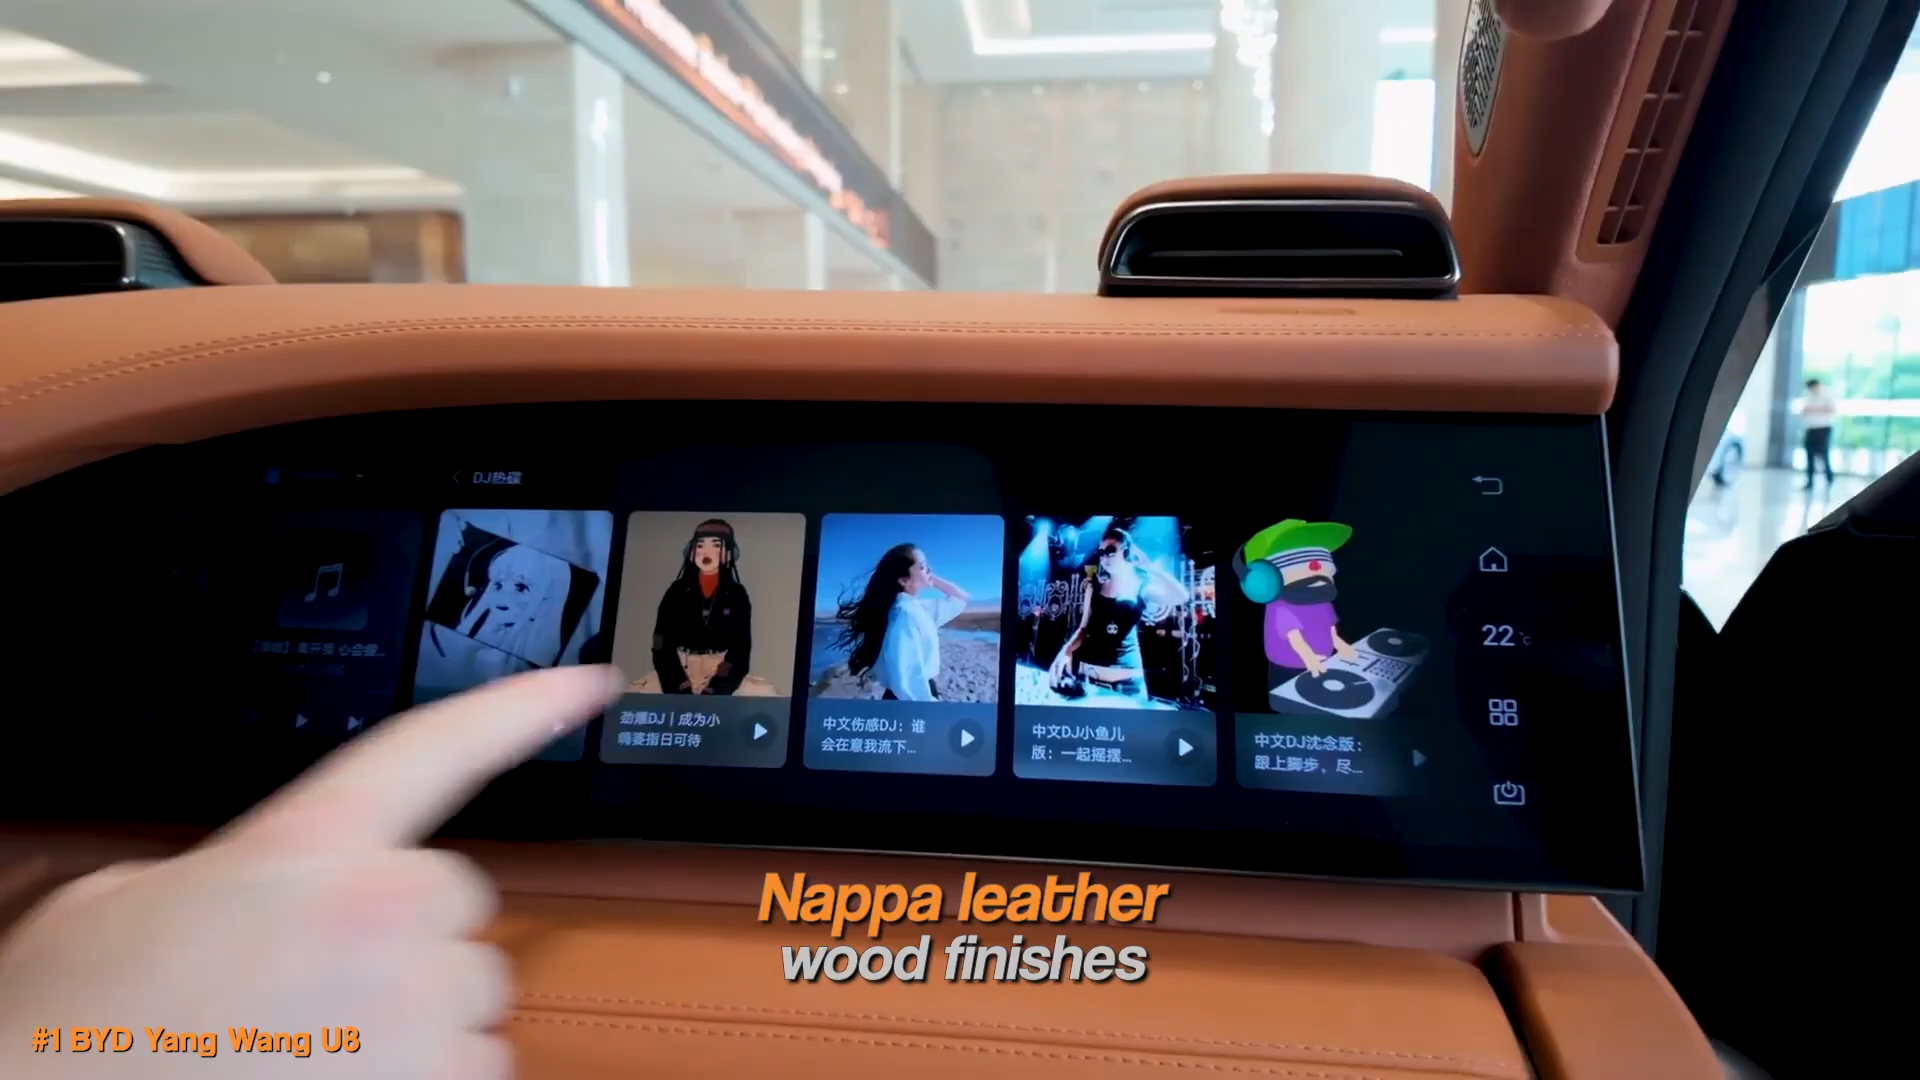 DJ热碟
劲爆DJ | 成为小
嗨婆指日可待
中文伤感DJ：谁
会在意我流下...
中文DJ小鱼儿
版：一起摇摆...
中文DJ沈念版：
跟上脚步，尽...
22°C
Nappa leather
wood finishes
#1 BYD Yang Wang U8